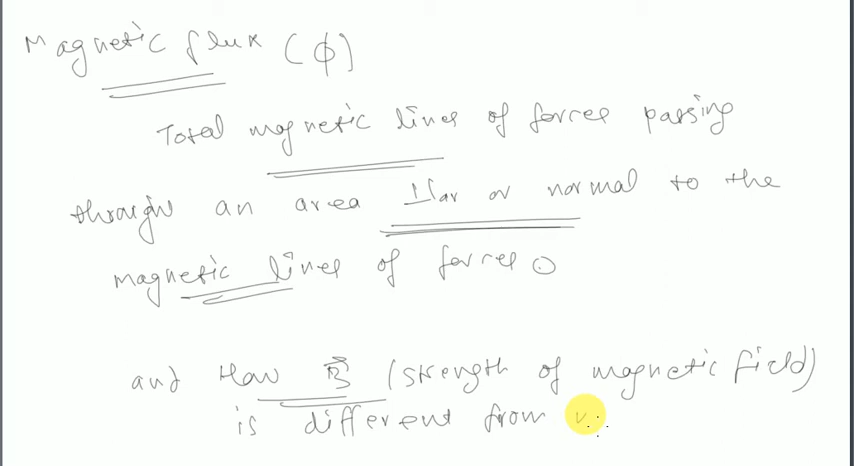 Magnetic flux (ϕ)
Total magnetic lines of forces passing
through an area ⊥lar or normal to the
magnetic lines of forces.
and How B⃗ (strength of magnetic field)
is different from